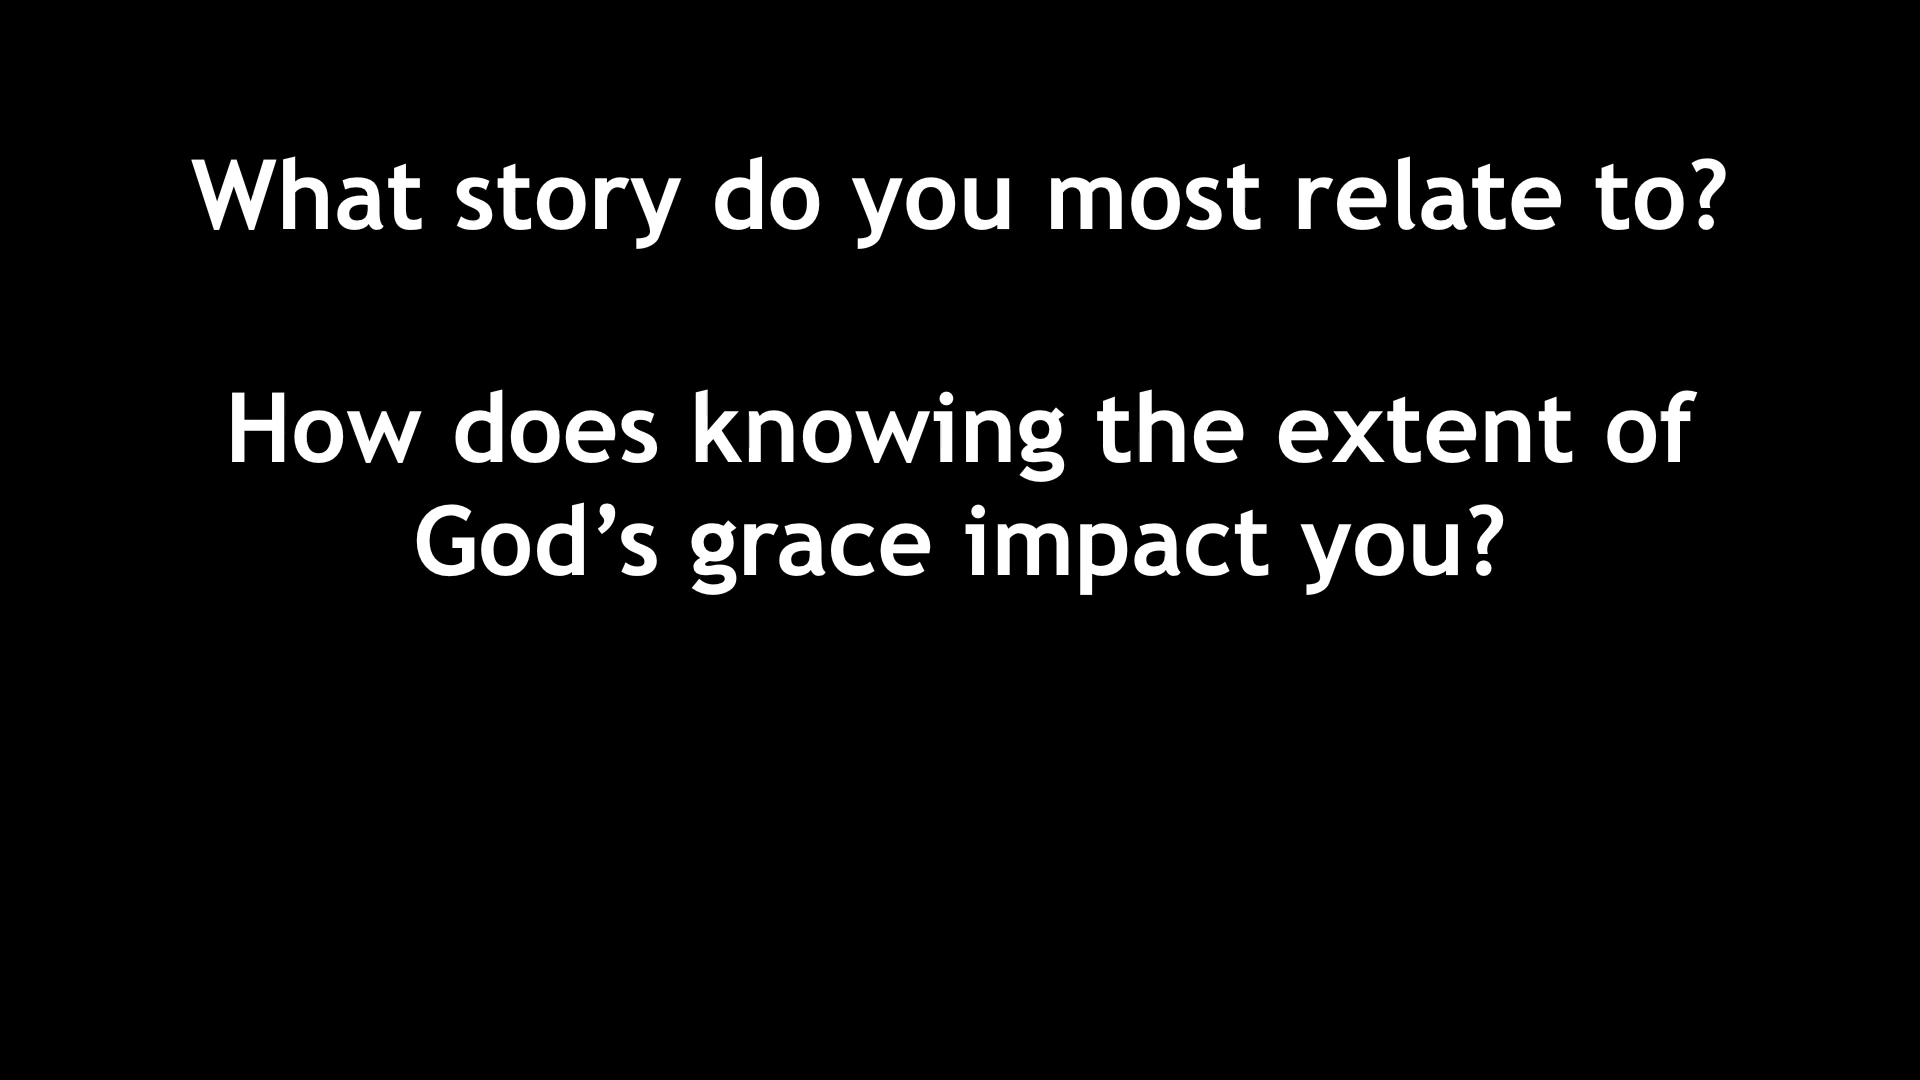 What story do you most relate to?
How does knowing the extent of
God’s grace impact you?